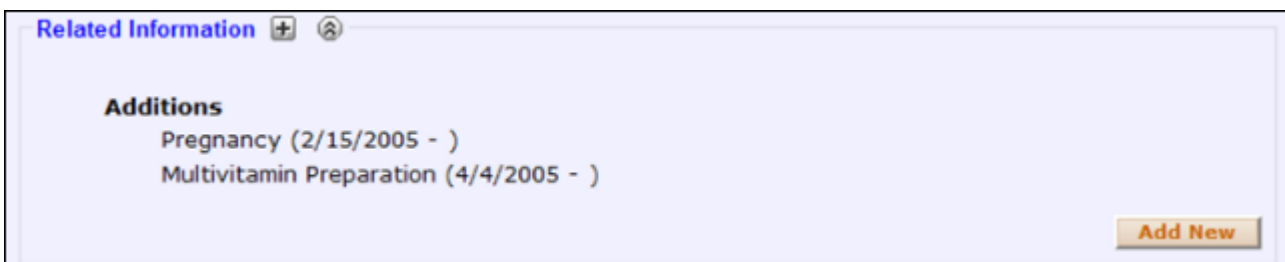 Related Information
Additions
Pregnancy (2/15/2005 - )
Multivitamin Preparation (4/4/2005 - )
Add New